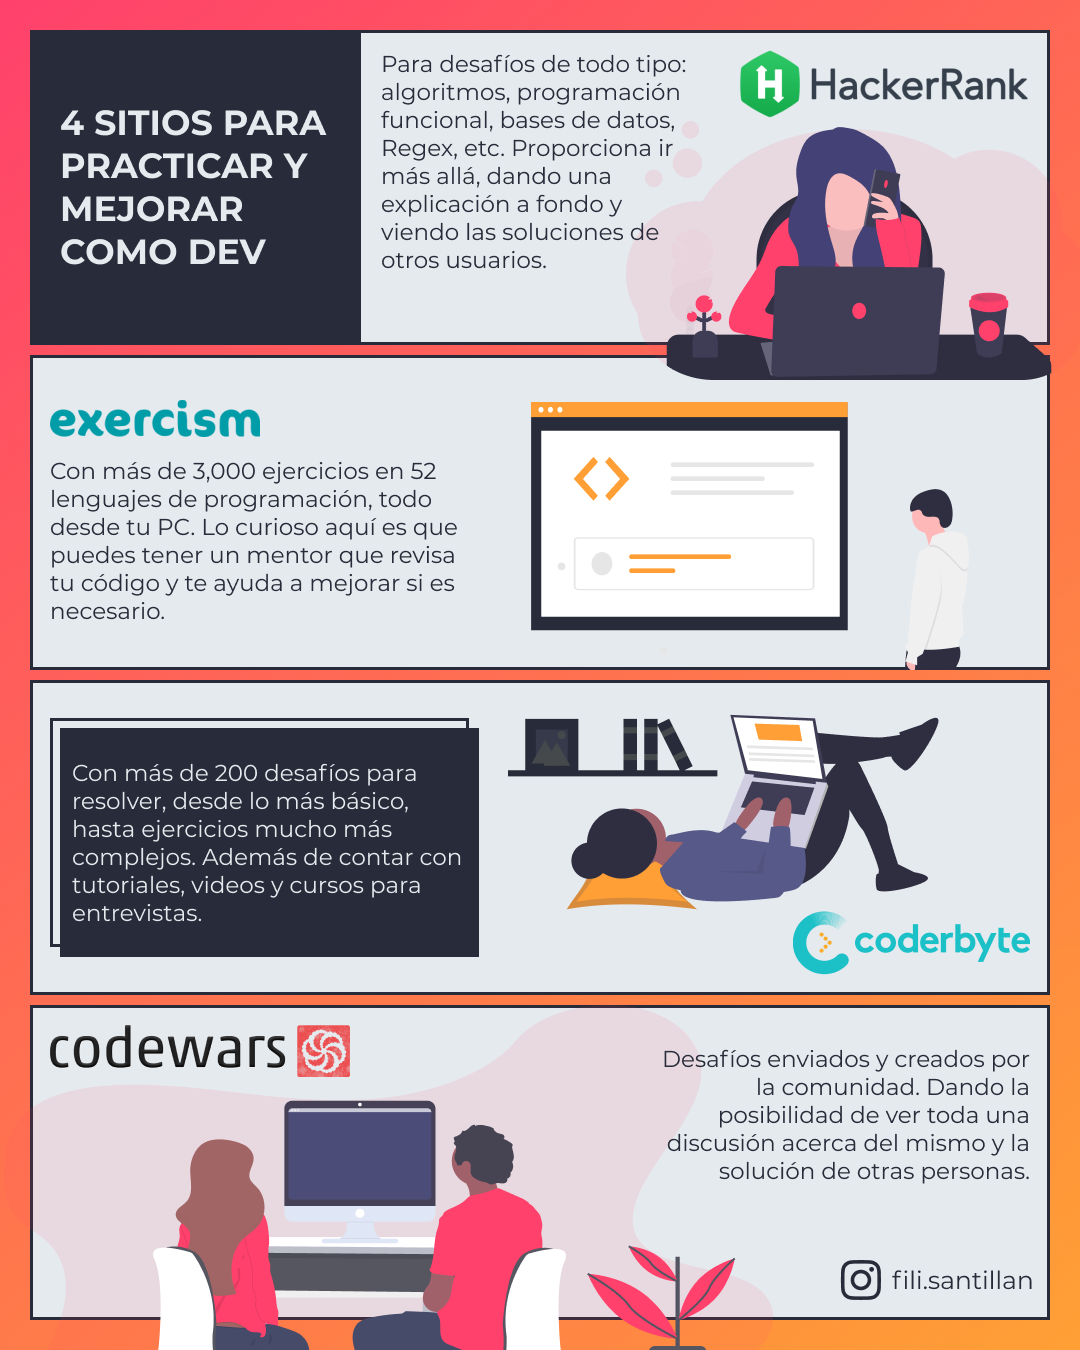 4 SITIOS PARA
PRACTICAR Y
MEJORAR
COMO DEV
Para desafíos de todo tipo:
algoritmos, programación
funcional, bases de datos,
Regex, etc. Proporciona ir
más allá, dando una
explicación a fondo y
viendo las soluciones de
otros usuarios.
H HackerRank
exercism
Con más de 3,000 ejercicios en 52
lenguajes de programación, todo
desde tu PC. Lo curioso aquí es que
puedes tener un mentor que revisa
tu código y te ayuda a mejorar si es
necesario.
Con más de 200 desafíos para
resolver, desde lo más básico,
hasta ejercicios mucho más
complejos. Además de contar con
tutoriales, videos y cursos para
entrevistas.
coderbyte
codewars
Desafíos enviados y creados por
la comunidad. Dando la
posibilidad de ver toda una
discusión acerca del mismo y la
solución de otras personas.
fili.santillan